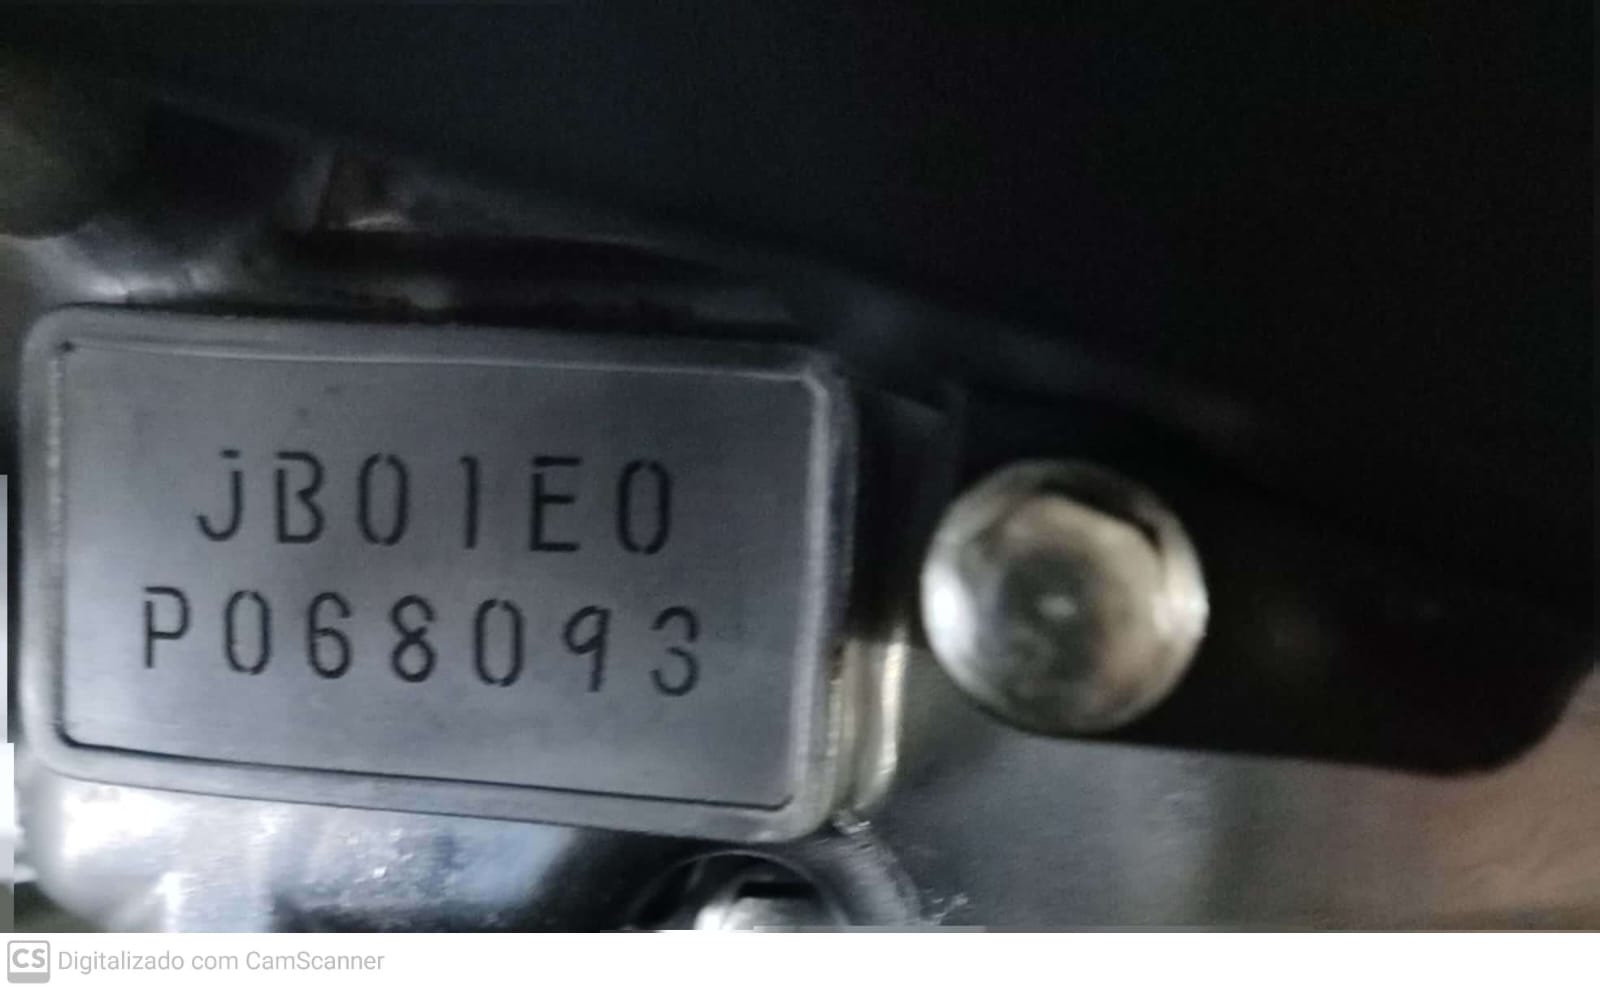 JB01E0
P068093
CS Digitalizado com CamScanner